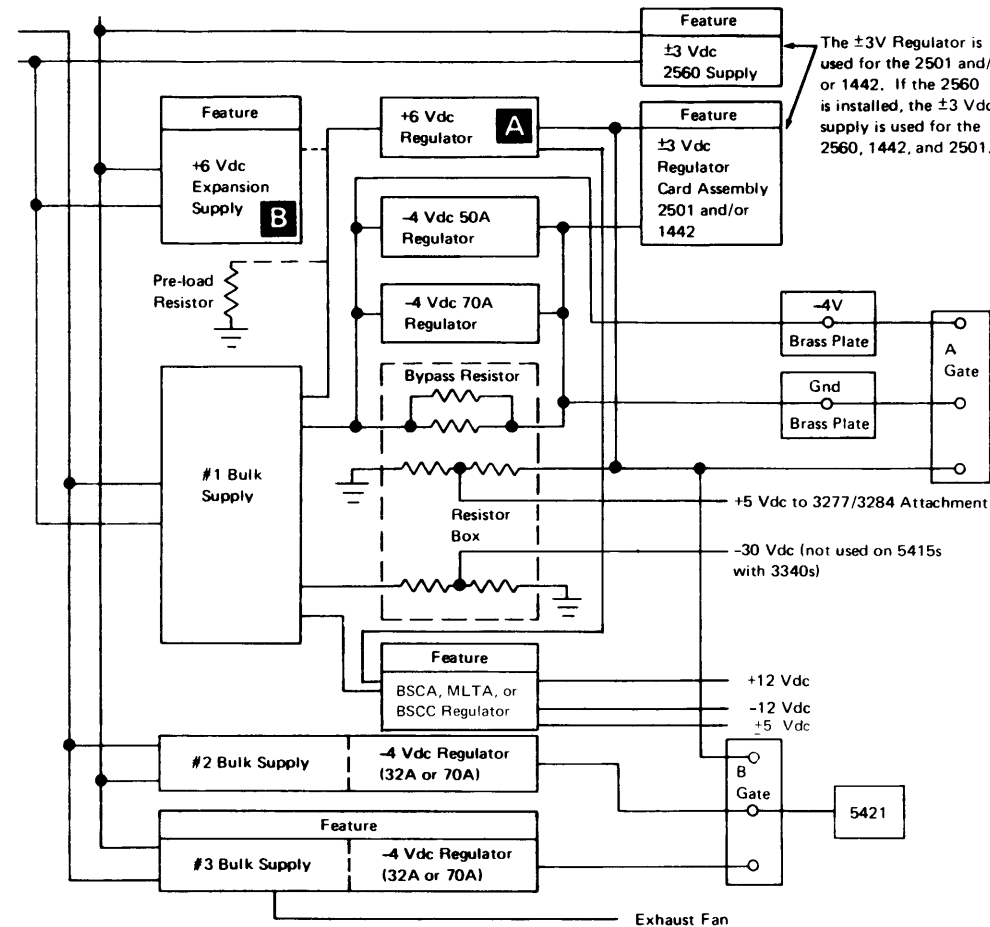 Feature
±3 Vdc
2560 Supply
The ±3V Regulator is
used for the 2501 and/
or 1442. If the 2560
is installed, the ±3 Vdc
supply is used for the
2560, 1442, and 2501.
Feature
+6 Vdc
Expansion
Supply
B
+6 Vdc
Regulator
A
Feature
±3 Vdc
Regulator
Card Assembly
2501 and/or
1442
-4 Vdc 50A
Regulator
Pre-load
Resistor
-4 Vdc 70A
Regulator
-4V
Brass Plate
A
Gate
Gnd
Brass Plate
Bypass Resistor
#1 Bulk
Supply
+5 Vdc to 3277/3284 Attachment
Resistor
Box
-30 Vdc (not used on 5415s
with 3340s)
Feature
BSCA, MLTA, or
BSCC Regulator
+12 Vdc
-12 Vdc
±5 Vdc
#2 Bulk Supply
-4 Vdc Regulator
(32A or 70A)
B
Gate
5421
Feature
#3 Bulk Supply
-4 Vdc Regulator
(32A or 70A)
Exhaust Fan